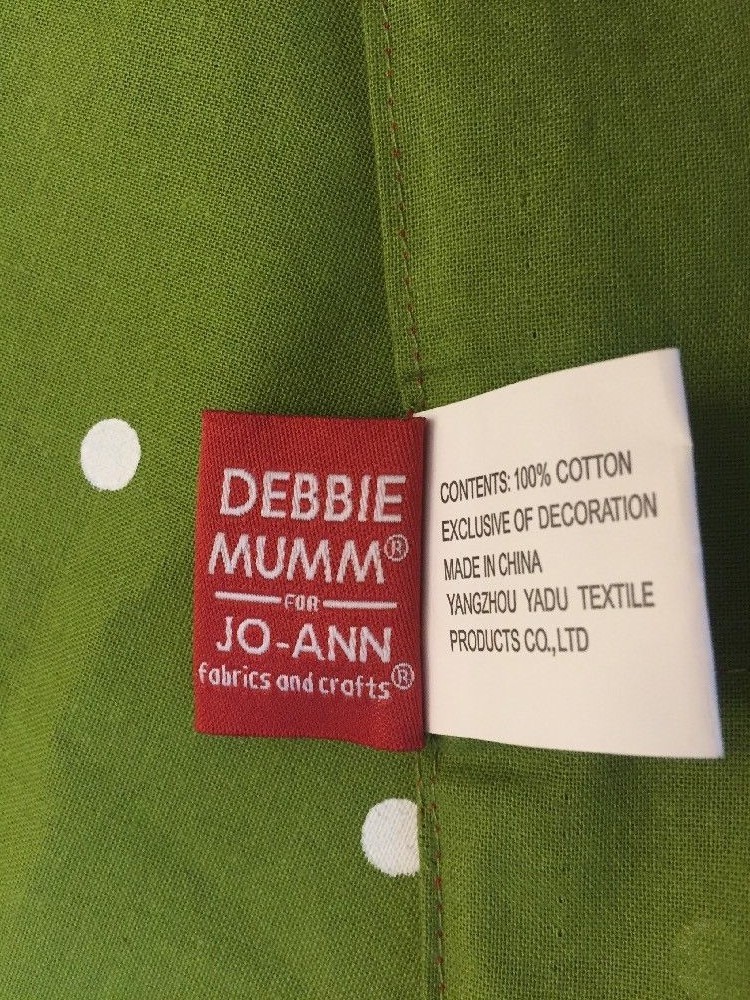 DEBBIE
MUMM®
FOR
JO-ANN
fabrics and crafts®
CONTENTS: 100% COTTON
EXCLUSIVE OF DECORATION
MADE IN CHINA
YANGZHOU YADU TEXTILE
PRODUCTS CO.,LTD